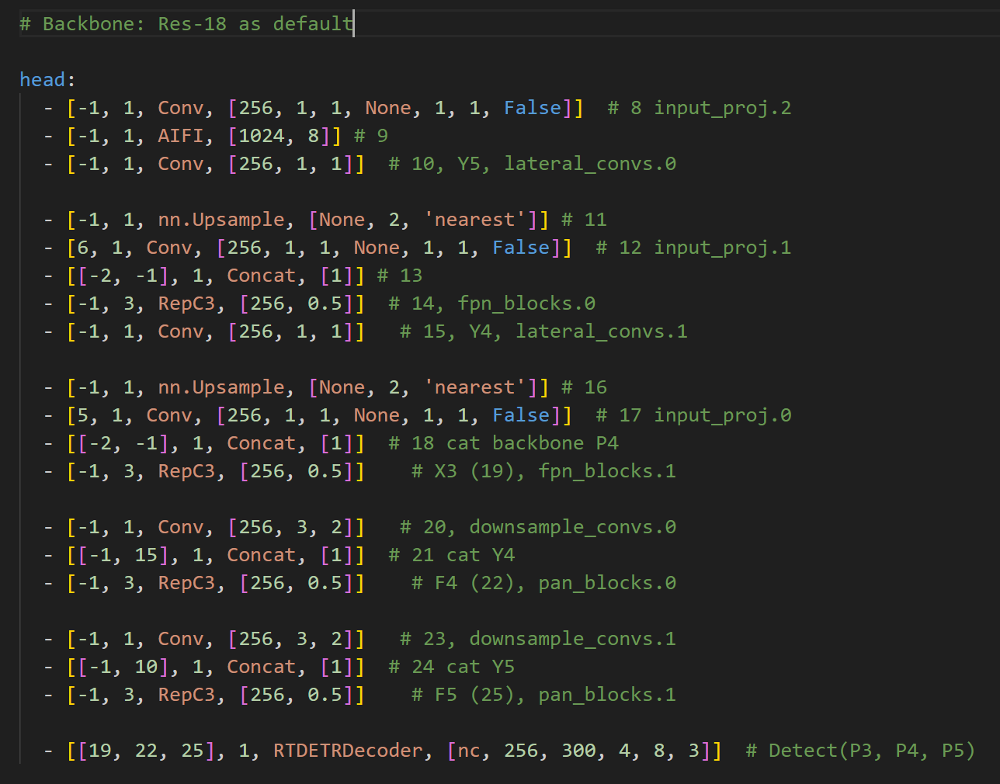 # Backbone: Res-18 as default
head:
- [-1, 1, Conv, [256, 1, 1, None, 1, 1, False]]  # 8 input_proj.2
- [-1, 1, AIFI, [1024, 8]] # 9
- [-1, 1, Conv, [256, 1, 1]]  # 10, Y5, lateral_convs.0
- [-1, 1, nn.Upsample, [None, 2, 'nearest']] # 11
- [6, 1, Conv, [256, 1, 1, None, 1, 1, False]]  # 12 input_proj.1
- [[-2, -1], 1, Concat, [1]] # 13
- [-1, 3, RepC3, [256, 0.5]]  # 14, fpn_blocks.0
- [-1, 1, Conv, [256, 1, 1]]   # 15, Y4, lateral_convs.1
- [-1, 1, nn.Upsample, [None, 2, 'nearest']] # 16
- [5, 1, Conv, [256, 1, 1, None, 1, 1, False]]  # 17 input_proj.0
- [[-2, -1], 1, Concat, [1]]  # 18 cat backbone P4
- [-1, 3, RepC3, [256, 0.5]]    # X3 (19), fpn_blocks.1
- [-1, 1, Conv, [256, 3, 2]]   # 20, downsample_convs.0
- [[-1, 15], 1, Concat, [1]]  # 21 cat Y4
- [-1, 3, RepC3, [256, 0.5]]    # F4 (22), pan_blocks.0
- [-1, 1, Conv, [256, 3, 2]]   # 23, downsample_convs.1
- [[-1, 10], 1, Concat, [1]]  # 24 cat Y5
- [-1, 3, RepC3, [256, 0.5]]    # F5 (25), pan_blocks.1
- [[19, 22, 25], 1, RTDETRDecoder, [nc, 256, 300, 4, 8, 3]]  # Detect(P3, P4, P5)